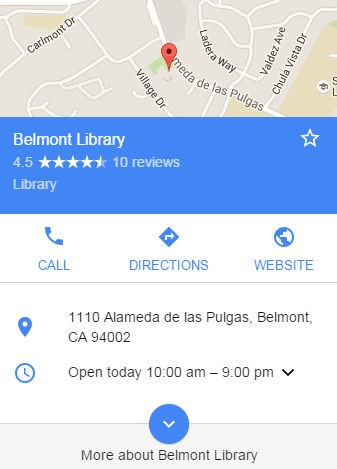 Carlmont Dr
Ladera Way
Valdez Ave
Chula Vista Dr
Village Dr
meda de las Pulgas
S
L
Belmont Library
4.5 10 reviews
Library
CALL DIRECTIONS WEBSITE
1110 Alameda de las Pulgas, Belmont,
CA 94002
Open today 10:00 am – 9:00 pm
More about Belmont Library